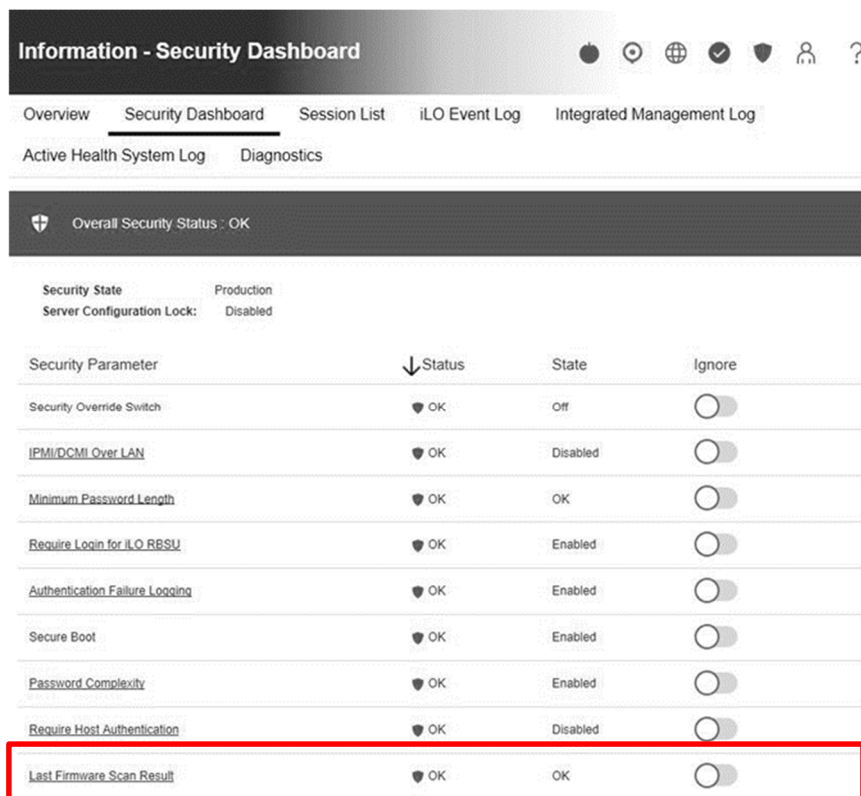 Information - Security Dashboard ?
Overview Security Dashboard Session List iLO Event Log Integrated Management Log
Active Health System Log Diagnostics
Overall Security Status : OK
Security State Production
Server Configuration Lock: Disabled
Security Parameter Status State Ignore
Security Override Switch OK Off
IPMI/DCMI Over LAN OK Disabled
Minimum Password Length OK OK
Require Login for iLO RBSU OK Enabled
Authentication Failure Logging OK Enabled
Secure Boot OK Enabled
Password Complexity OK Enabled
Require Host Authentication OK Disabled
Last Firmware Scan Result OK OK